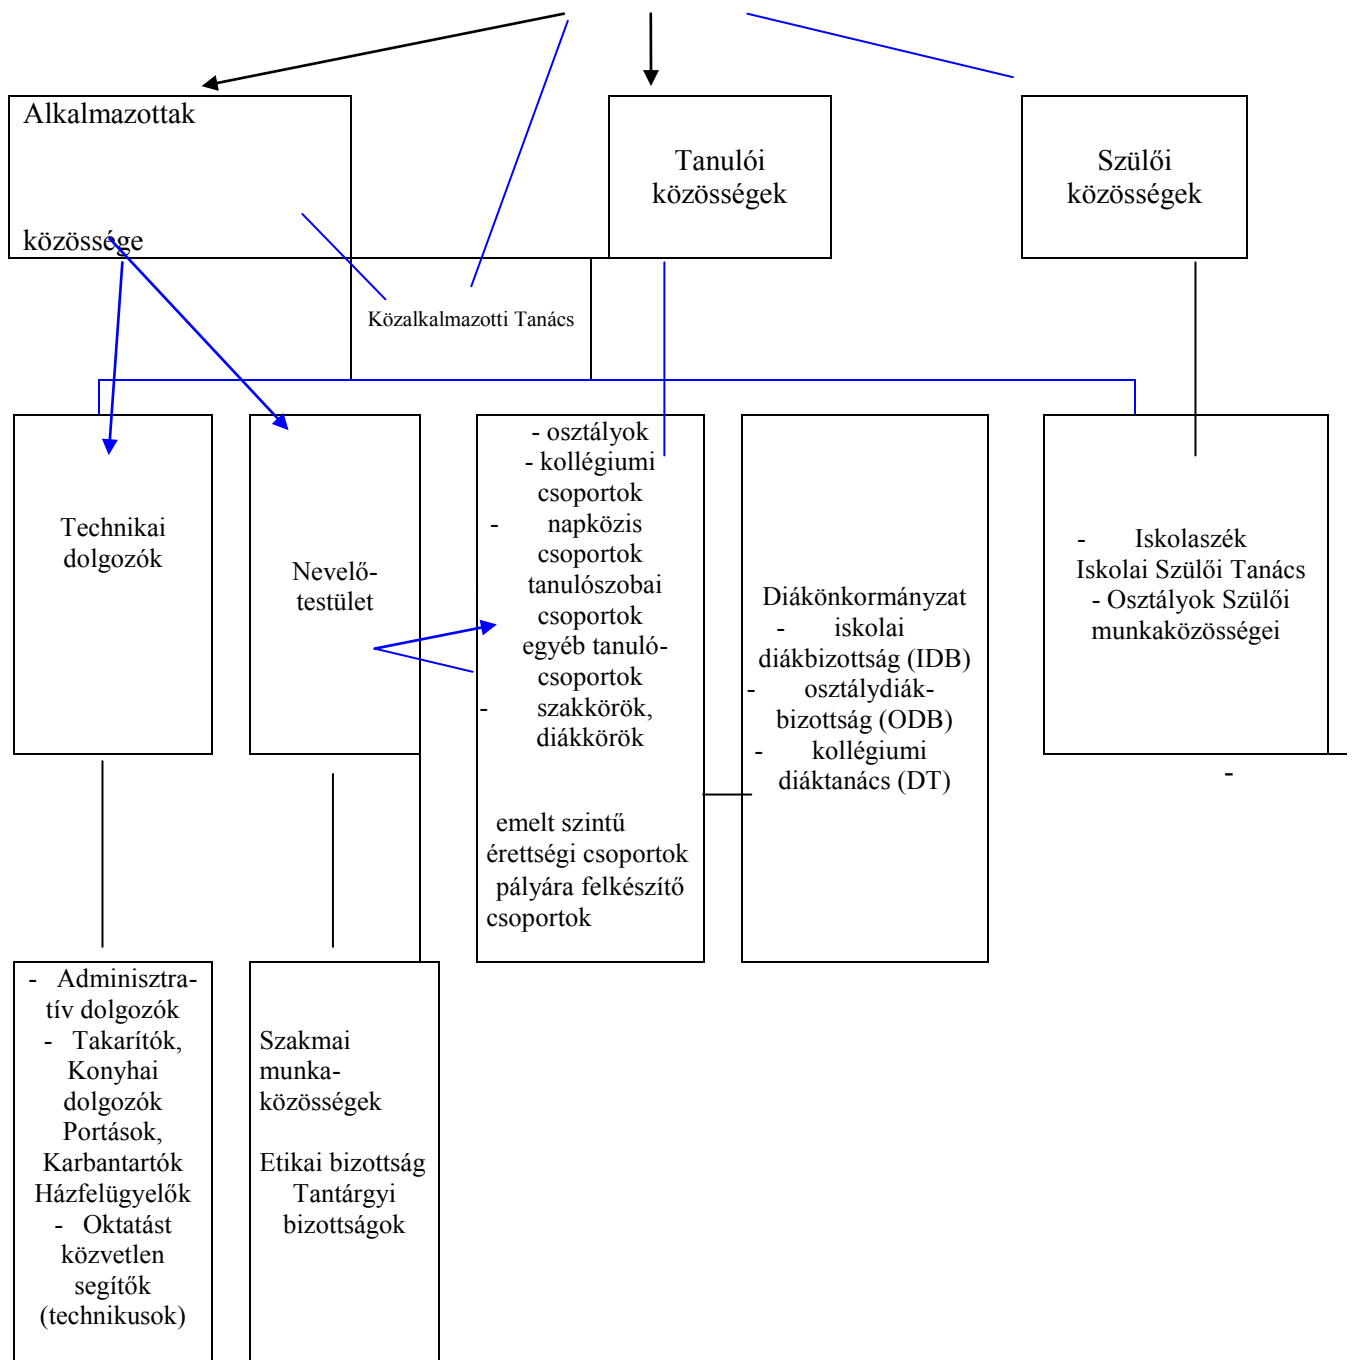 Alkalmazottak
közössége
Tanulói
közösségek
Szülői
közösségek
Közalkalmazotti Tanács
Technikai
dolgozók
Nevelő-
testület
- osztályok
- kollégiumi
csoportok
- napközis
csoportok
tanulószobai
csoportok
egyéb tanuló-
csoportok
- szakkörök,
diákkörök
emelt szintű
érettségi csoportok
pályára felkészítő
csoportok
Diákönkormányzat
- iskolai
diákbizottság (IDB)
- osztálydiák-
bizottság (ODB)
- kollégiumi
diáktanács (DT)
- Iskolaszék
Iskolai Szülői Tanács
- Osztályok Szülői
munkaközösségei
-
- Adminisztra-
tív dolgozók
- Takarítók,
Konyhai
dolgozók
Portások,
Karbantartók
Házfelügyelők
- Oktatást
közvetlen
segítők
(technikusok)
Szakmai
munka-
közösségek
Etikai bizottság
Tantárgyi
bizottságok